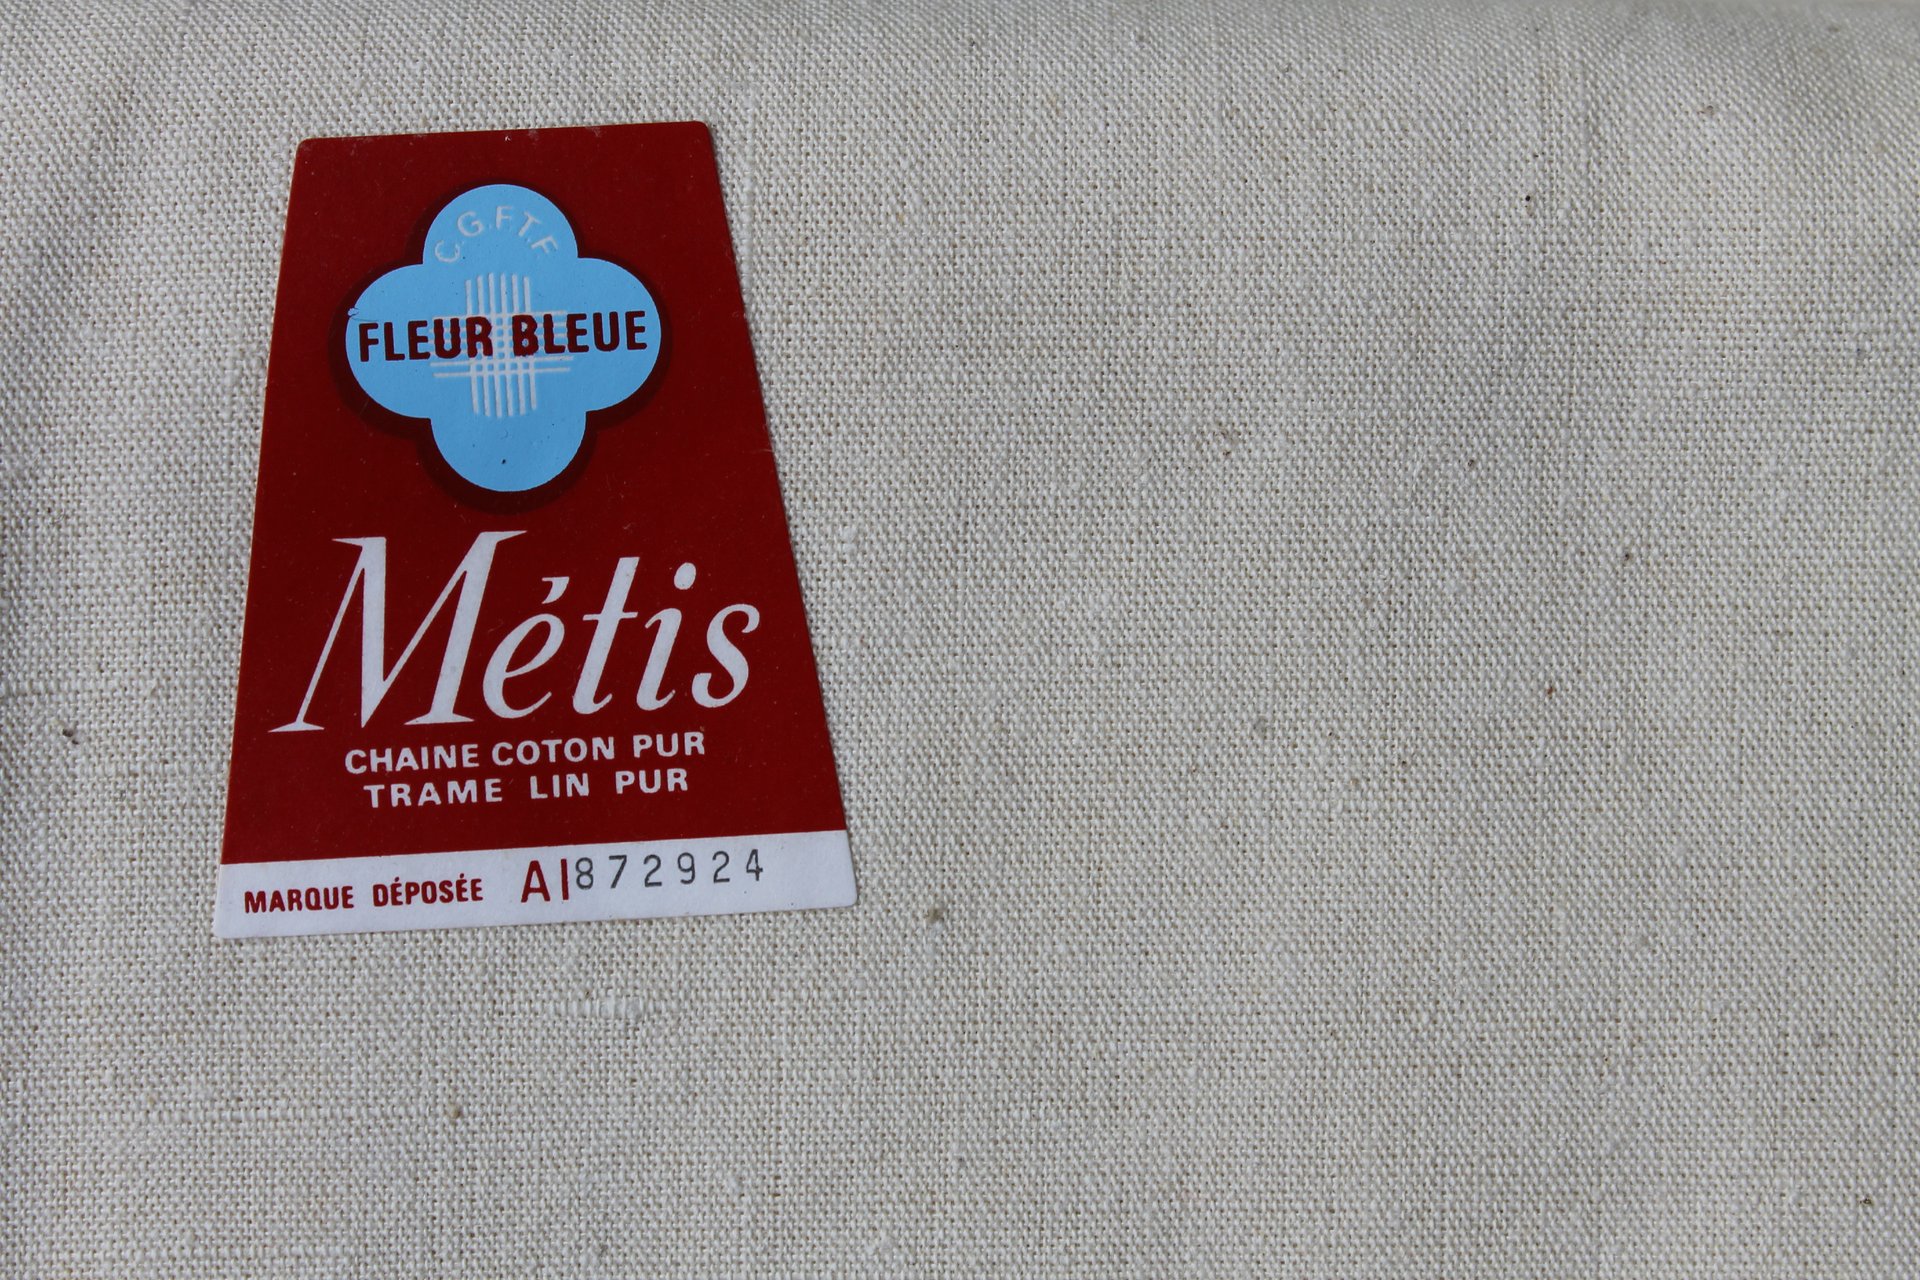 C.G.F.T.F
FLEUR BLEUE
Métis
CHAINE COTON PUR
TRAME LIN PUR
MARQUE DÉPOSÉE AI872924